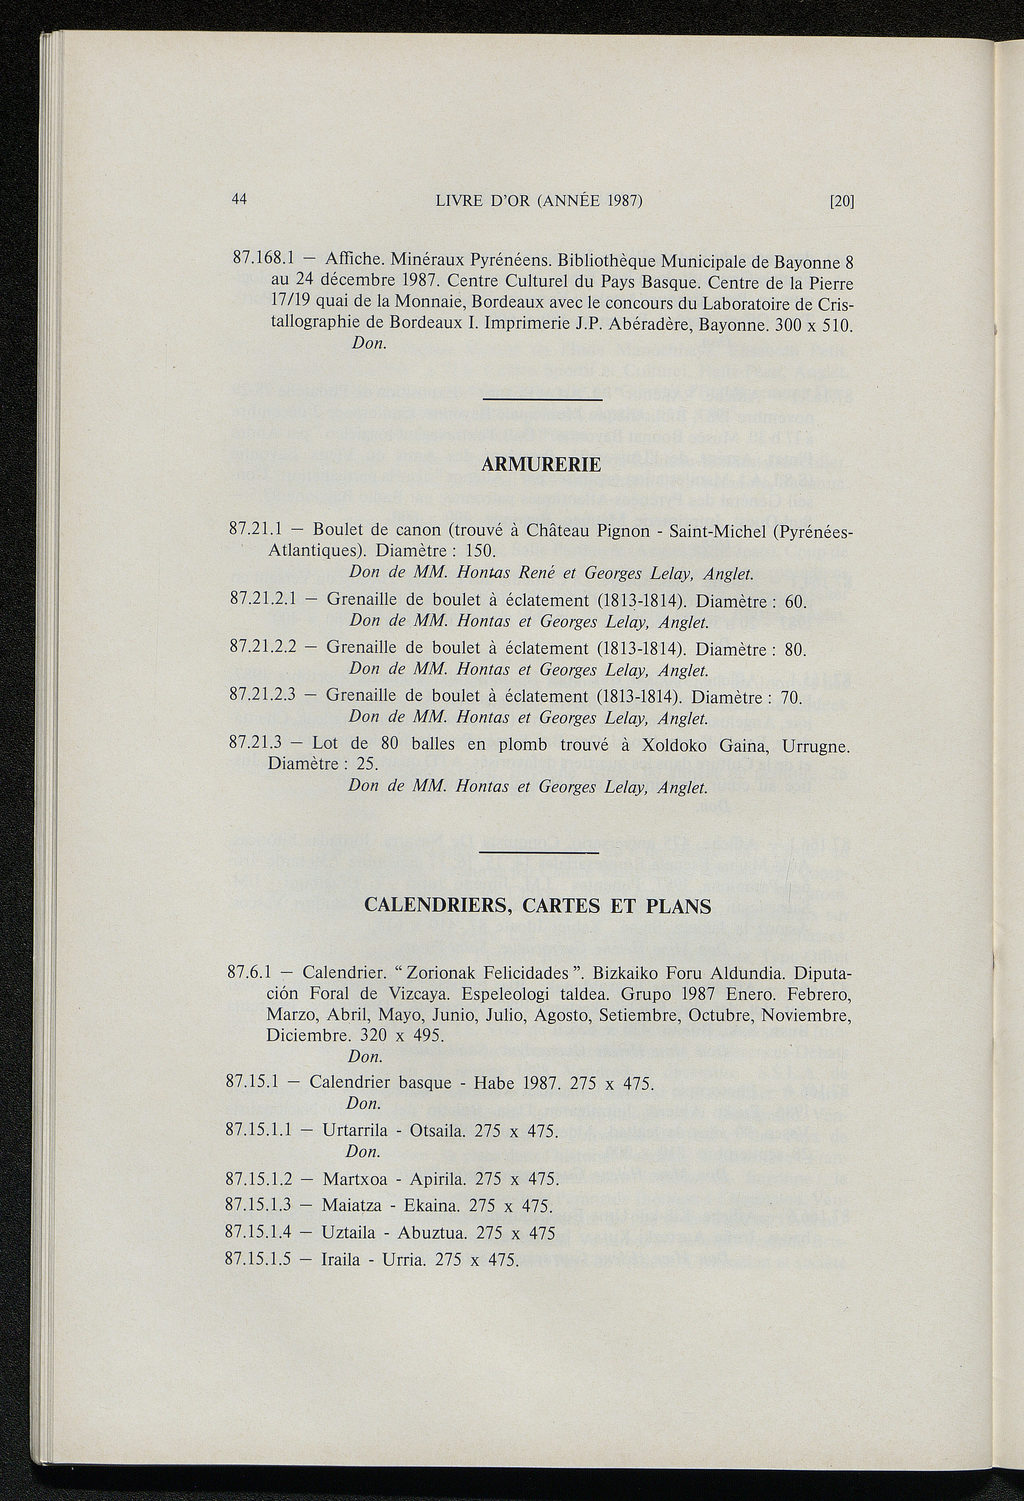 44 LIVRE D'OR (ANNÉE 1987) [20]
87.168.1 — Affiche. Minéraux Pyrénéens. Bibliothèque Municipale de Bayonne 8
au 24 décembre 1987. Centre Culturel du Pays Basque. Centre de la Pierre
17/19 quai de la Monnaie, Bordeaux avec le concours du Laboratoire de Cris-
tallographie de Bordeaux I. Imprimerie J.P. Abéradère, Bayonne. 300 x 510.
Don.
ARMURERIE
87.21.1 — Boulet de canon (trouvé à Château Pignon - Saint-Michel (Pyrénées-
Atlantiques). Diamètre : 150.
Don de MM. Hontas René et Georges Lelay, Anglet.
87.21.2.1 — Grenaille de boulet à éclatement (1813-1814). Diamètre : 60.
Don de MM. Hontas et Georges Lelay, Anglet.
87.21.2.2 — Grenaille de boulet à éclatement (1813-1814). Diamètre : 80.
Don de MM. Hontas et Georges Lelay, Anglet.
87.21.2.3 — Grenaille de boulet à éclatement (1813-1814). Diamètre : 70.
Don de MM. Hontas et Georges Lelay, Anglet.
87.21.3 — Lot de 80 balles en plomb trouvé à Xoldoko Gaina, Urrugne.
Diamètre : 25.
Don de MM. Hontas et Georges Lelay, Anglet.
CALENDRIERS, CARTES ET PLANS
87.6.1 — Calendrier. “ Zorionak Felicidades ”. Bizkaiko Foru Aldundia. Diputa-
ción Foral de Vizcaya. Espeleologi taldea. Grupo 1987 Enero. Febrero,
Marzo, Abril, Mayo, Junio, Julio, Agosto, Setiembre, Octubre, Noviembre,
Diciembre. 320 x 495.
Don.
87.15.1 — Calendrier basque - Habe 1987. 275 x 475.
Don.
87.15.1.1 — Urtarrila - Otsaila. 275 x 475.
Don.
87.15.1.2 — Martxoa - Apirila. 275 x 475.
87.15.1.3 — Maiatza - Ekaina. 275 x 475.
87.15.1.4 — Uztaila - Abuztua. 275 x 475
87.15.1.5 — Iraila - Urria. 275 x 475.